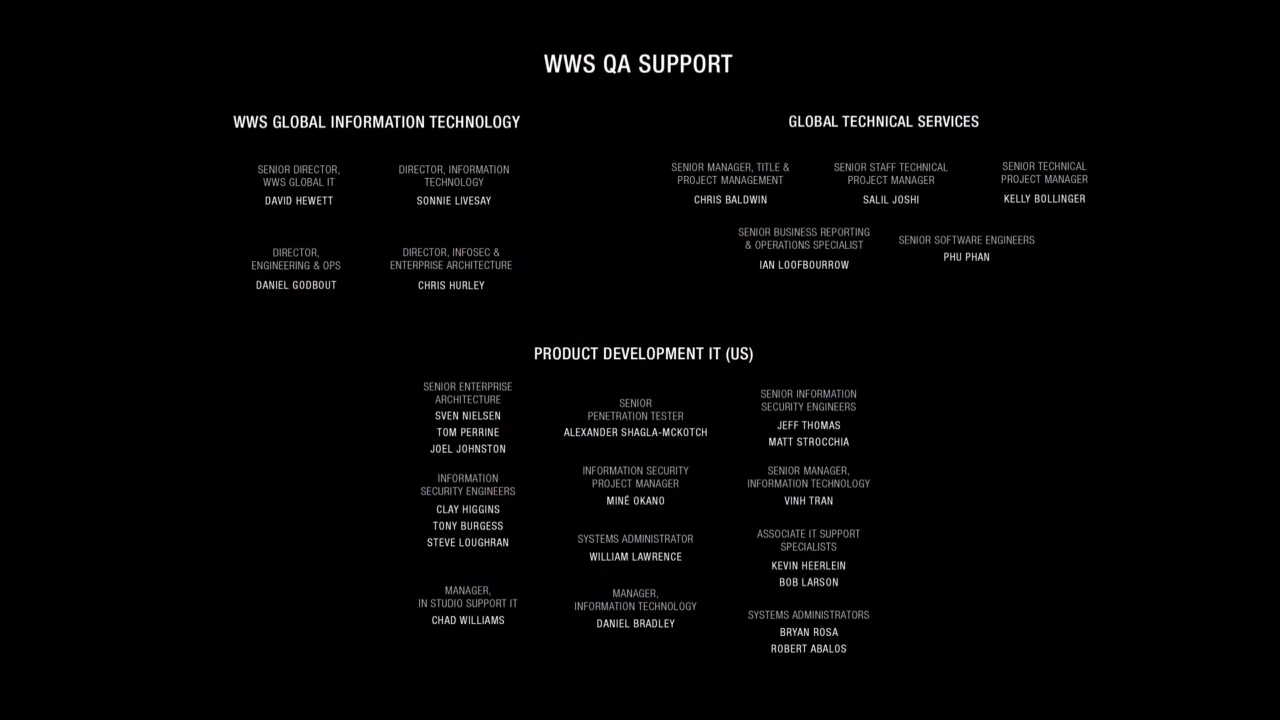 WWS QA SUPPORT
WWS GLOBAL INFORMATION TECHNOLOGY
SENIOR DIRECTOR,
WWS GLOBAL IT
DAVID HEWETT
DIRECTOR, INFORMATION
TECHNOLOGY
SONNIE LIVESAY
DIRECTOR,
ENGINEERING & OPS
DANIEL GODBOUT
DIRECTOR, INFOSEC &
ENTERPRISE ARCHITECTURE
CHRIS HURLEY
GLOBAL TECHNICAL SERVICES
SENIOR MANAGER, TITLE &
PROJECT MANAGEMENT
CHRIS BALDWIN
SENIOR STAFF TECHNICAL
PROJECT MANAGER
SALIL JOSHI
SENIOR TECHNICAL
PROJECT MANAGER
KELLY BOLLINGER
SENIOR BUSINESS REPORTING
& OPERATIONS SPECIALIST
IAN LOOFBOURROW
SENIOR SOFTWARE ENGINEERS
PHU PHAN
PRODUCT DEVELOPMENT IT (US)
SENIOR ENTERPRISE
ARCHITECTURE
SVEN NIELSEN
TOM PERRINE
JOEL JOHNSTON
INFORMATION
SECURITY ENGINEERS
CLAY HIGGINS
TONY BURGESS
STEVE LOUGHRAN
MANAGER,
IN STUDIO SUPPORT IT
CHAD WILLIAMS
SENIOR
PENETRATION TESTER
ALEXANDER SHAGLA-MCKOTCH
INFORMATION SECURITY
PROJECT MANAGER
MINÉ OKANO
SYSTEMS ADMINISTRATOR
WILLIAM LAWRENCE
MANAGER,
INFORMATION TECHNOLOGY
DANIEL BRADLEY
SENIOR INFORMATION
SECURITY ENGINEERS
JEFF THOMAS
MATT STROCCHIA
SENIOR MANAGER,
INFORMATION TECHNOLOGY
VINH TRAN
ASSOCIATE IT SUPPORT
SPECIALISTS
KEVIN HEERLEIN
BOB LARSON
SYSTEMS ADMINISTRATORS
BRYAN ROSA
ROBERT ABALOS